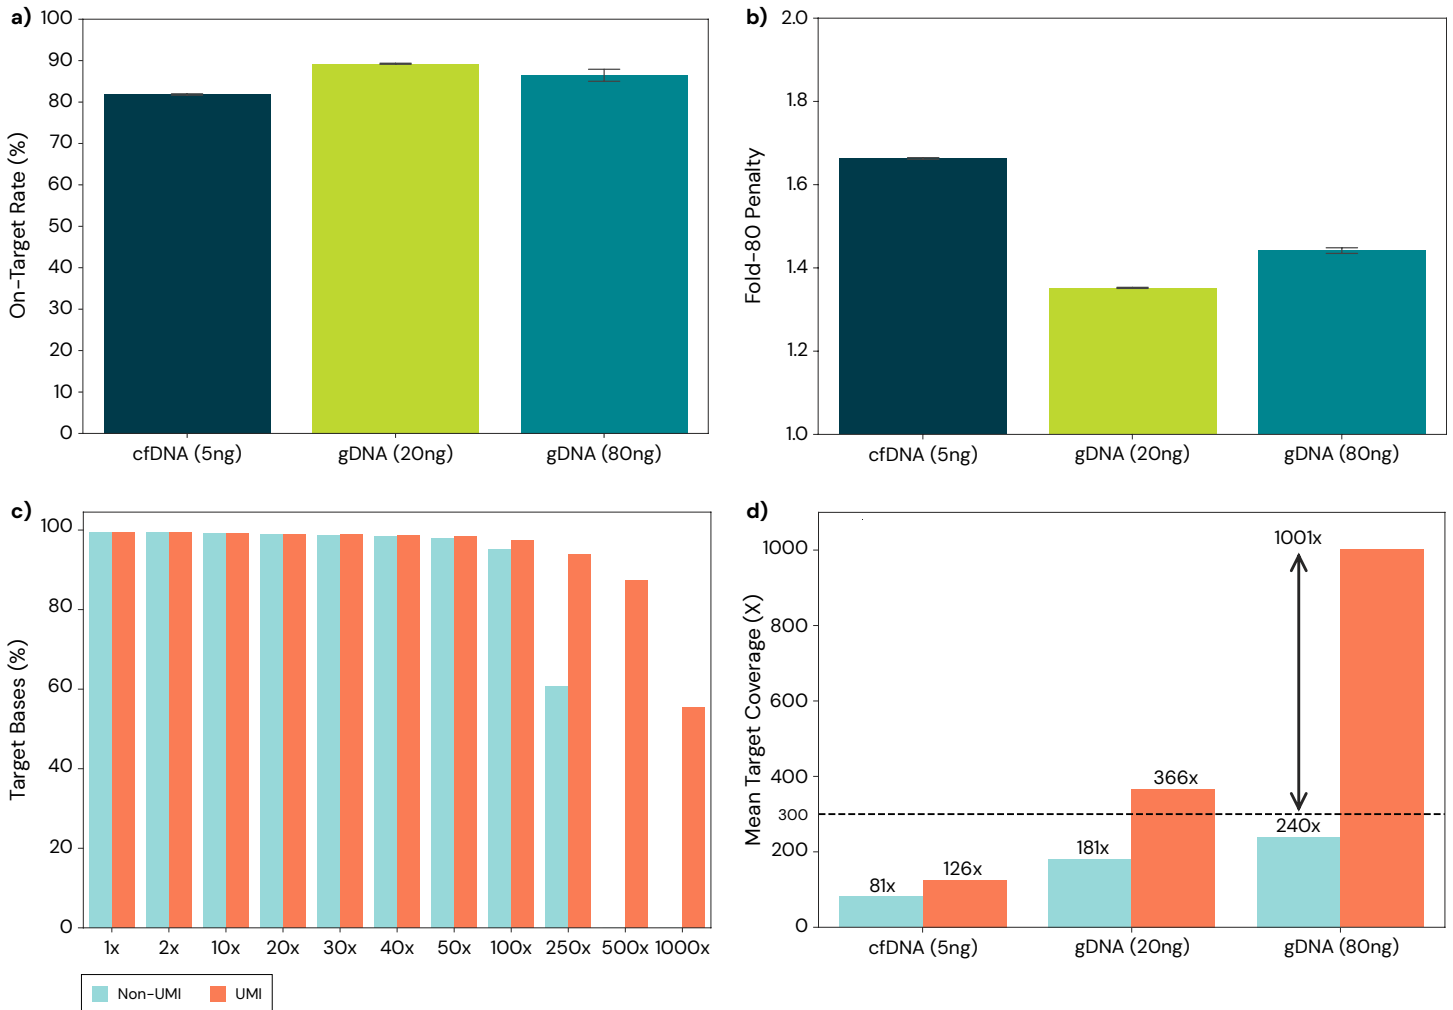 a)
On-Target Rate (%)
100
90
80
70
60
50
40
30
20
10
0
cfDNA (5ng)
gDNA (20ng)
gDNA (80ng)
b)
Fold-80 Penalty
2.0
1.8
1.6
1.4
1.2
1.0
cfDNA (5ng)
gDNA (20ng)
gDNA (80ng)
c)
Target Bases (%)
100
80
60
40
20
0
1x
2x
10x
20x
30x
40x
50x
100x
250x
500x
1000x
Non-UMI
UMI
d)
Mean Target Coverage (X)
1000
800
600
400
300
200
0
81x
126x
181x
366x
240x
1001x
cfDNA (5ng)
gDNA (20ng)
gDNA (80ng)